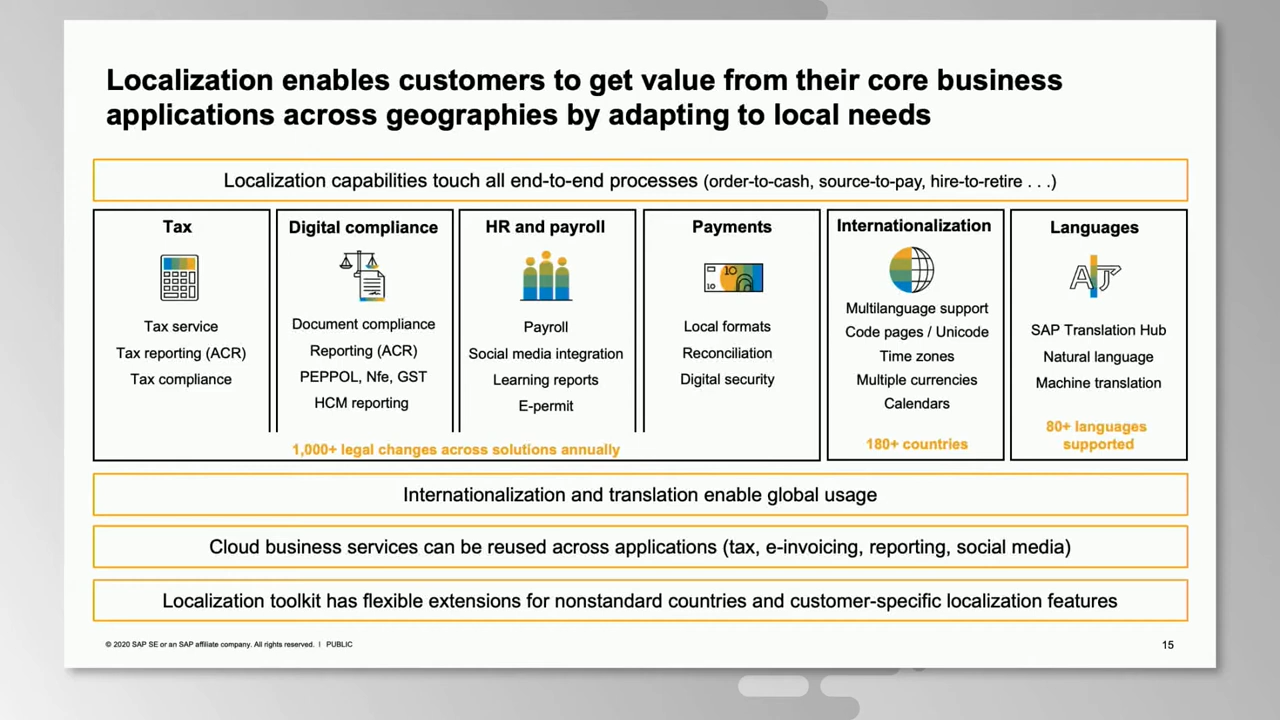 Localization enables customers to get value from their core business
applications across geographies by adapting to local needs
Localization capabilities touch all end-to-end processes (order-to-cash, source-to-pay, hire-to-retire . . .)
Tax
Tax service
Tax reporting (ACR)
Tax compliance
Digital compliance
Document compliance
Reporting (ACR)
PEPPOL, Nfe, GST
HCM reporting
HR and payroll
Payroll
Social media integration
Learning reports
E-permit
Payments
10
10
Local formats
Reconciliation
Digital security
1,000+ legal changes across solutions annually
Internationalization
Multilanguage support
Code pages / Unicode
Time zones
Multiple currencies
Calendars
180+ countries
Languages
SAP Translation Hub
Natural language
Machine translation
80+ languages
supported
Internationalization and translation enable global usage
Cloud business services can be reused across applications (tax, e-invoicing, reporting, social media)
Localization toolkit has flexible extensions for nonstandard countries and customer-specific localization features
© 2020 SAP SE or an SAP affiliate company. All rights reserved. | PUBLIC
15